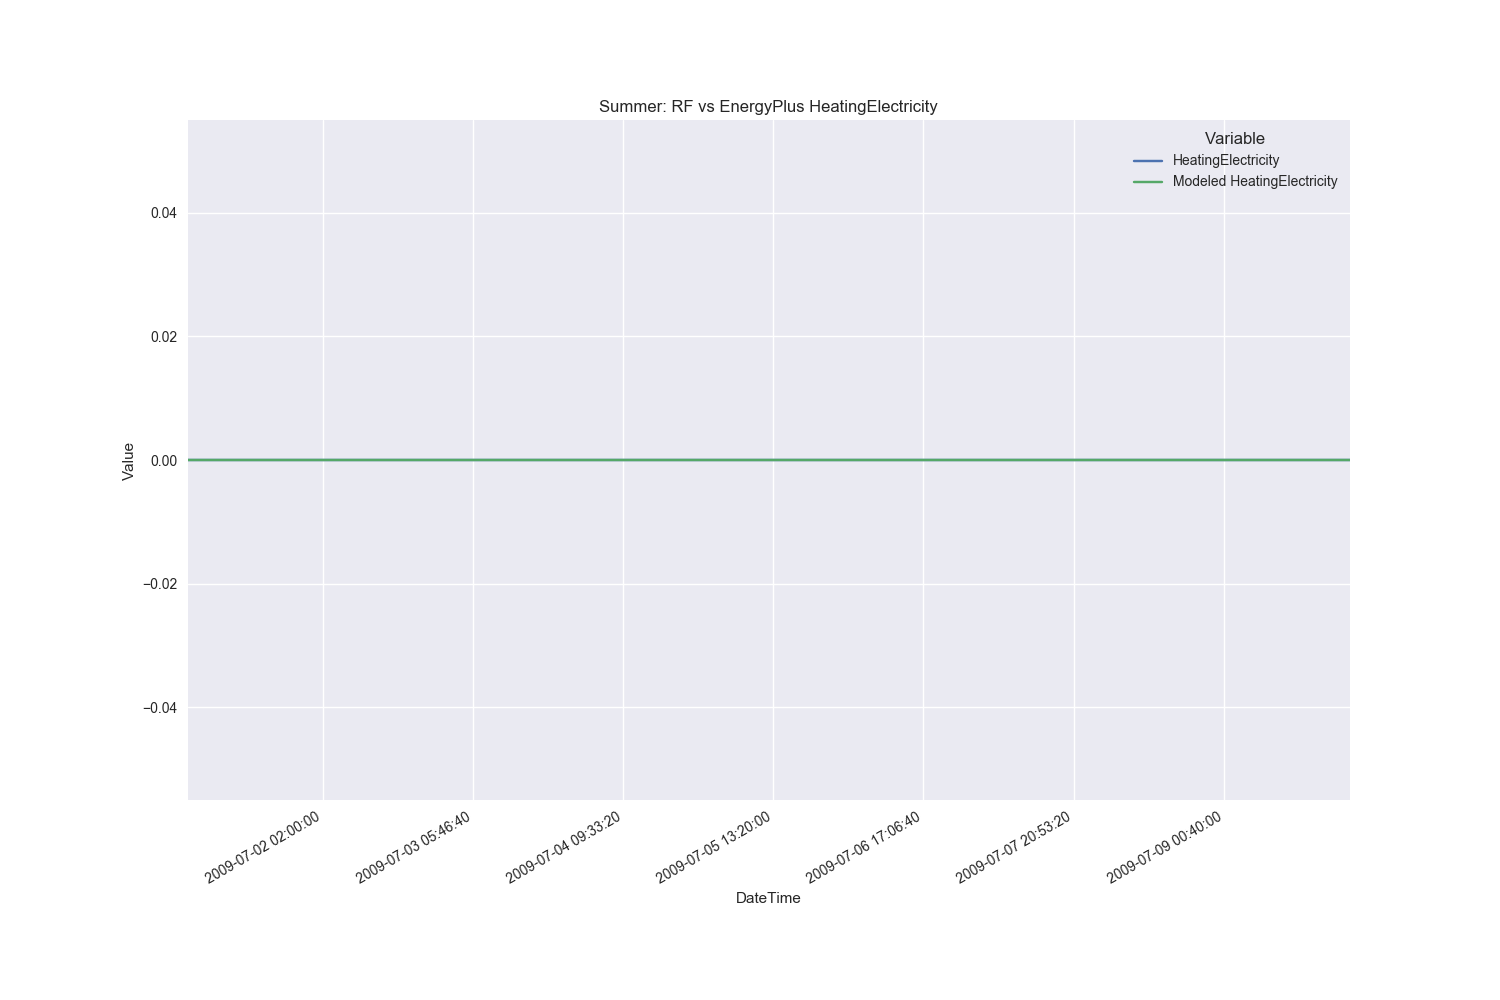 Summer: RF vs EnergyPlus HeatingElectricity
Variable
HeatingElectricity
Modeled HeatingElectricity
0.04
0.02
0.00
−0.02
−0.04
Value
2009-07-02 02:00:00
2009-07-03 05:46:40
2009-07-04 09:33:20
2009-07-05 13:20:00
2009-07-06 17:06:40
2009-07-07 20:53:20
2009-07-09 00:40:00
DateTime